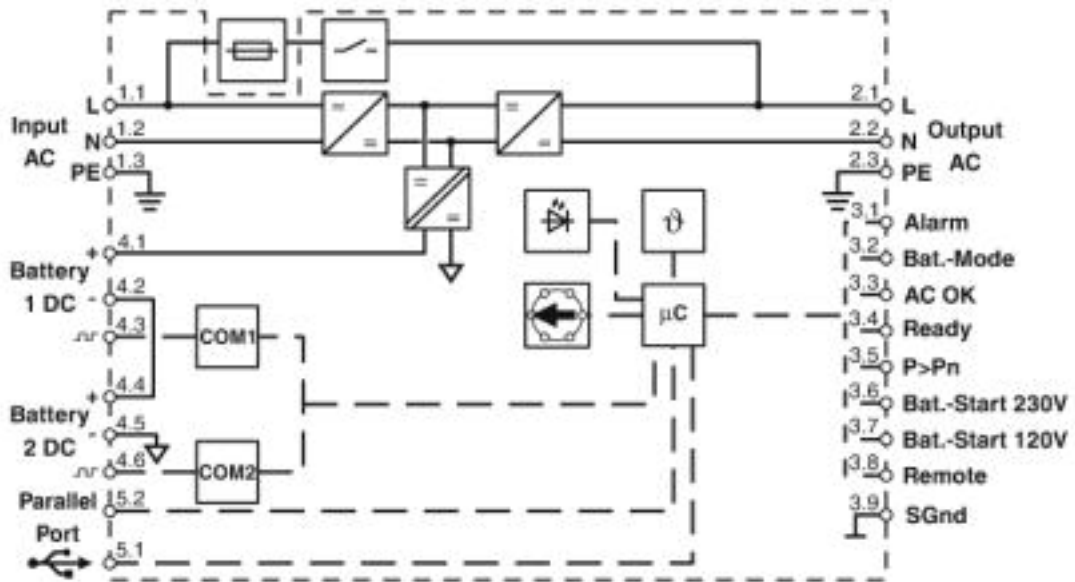 Input
AC
L 1.1
N 1.2
PE 1.3
+ 4.1
Battery
1 DC
- 4.2
4.3
COM1
+ 4.4
Battery
2 DC
- 4.5
4.6
COM2
Parallel 5.2
Port
5.1
ϑ
µC
2.1 L
2.2 N
2.3 PE
Output
AC
3.1 Alarm
3.2 Bat.-Mode
3.3 AC OK
3.4 Ready
3.5 P>Pn
3.6 Bat.-Start 230V
3.7 Bat.-Start 120V
3.8 Remote
3.9 SGnd